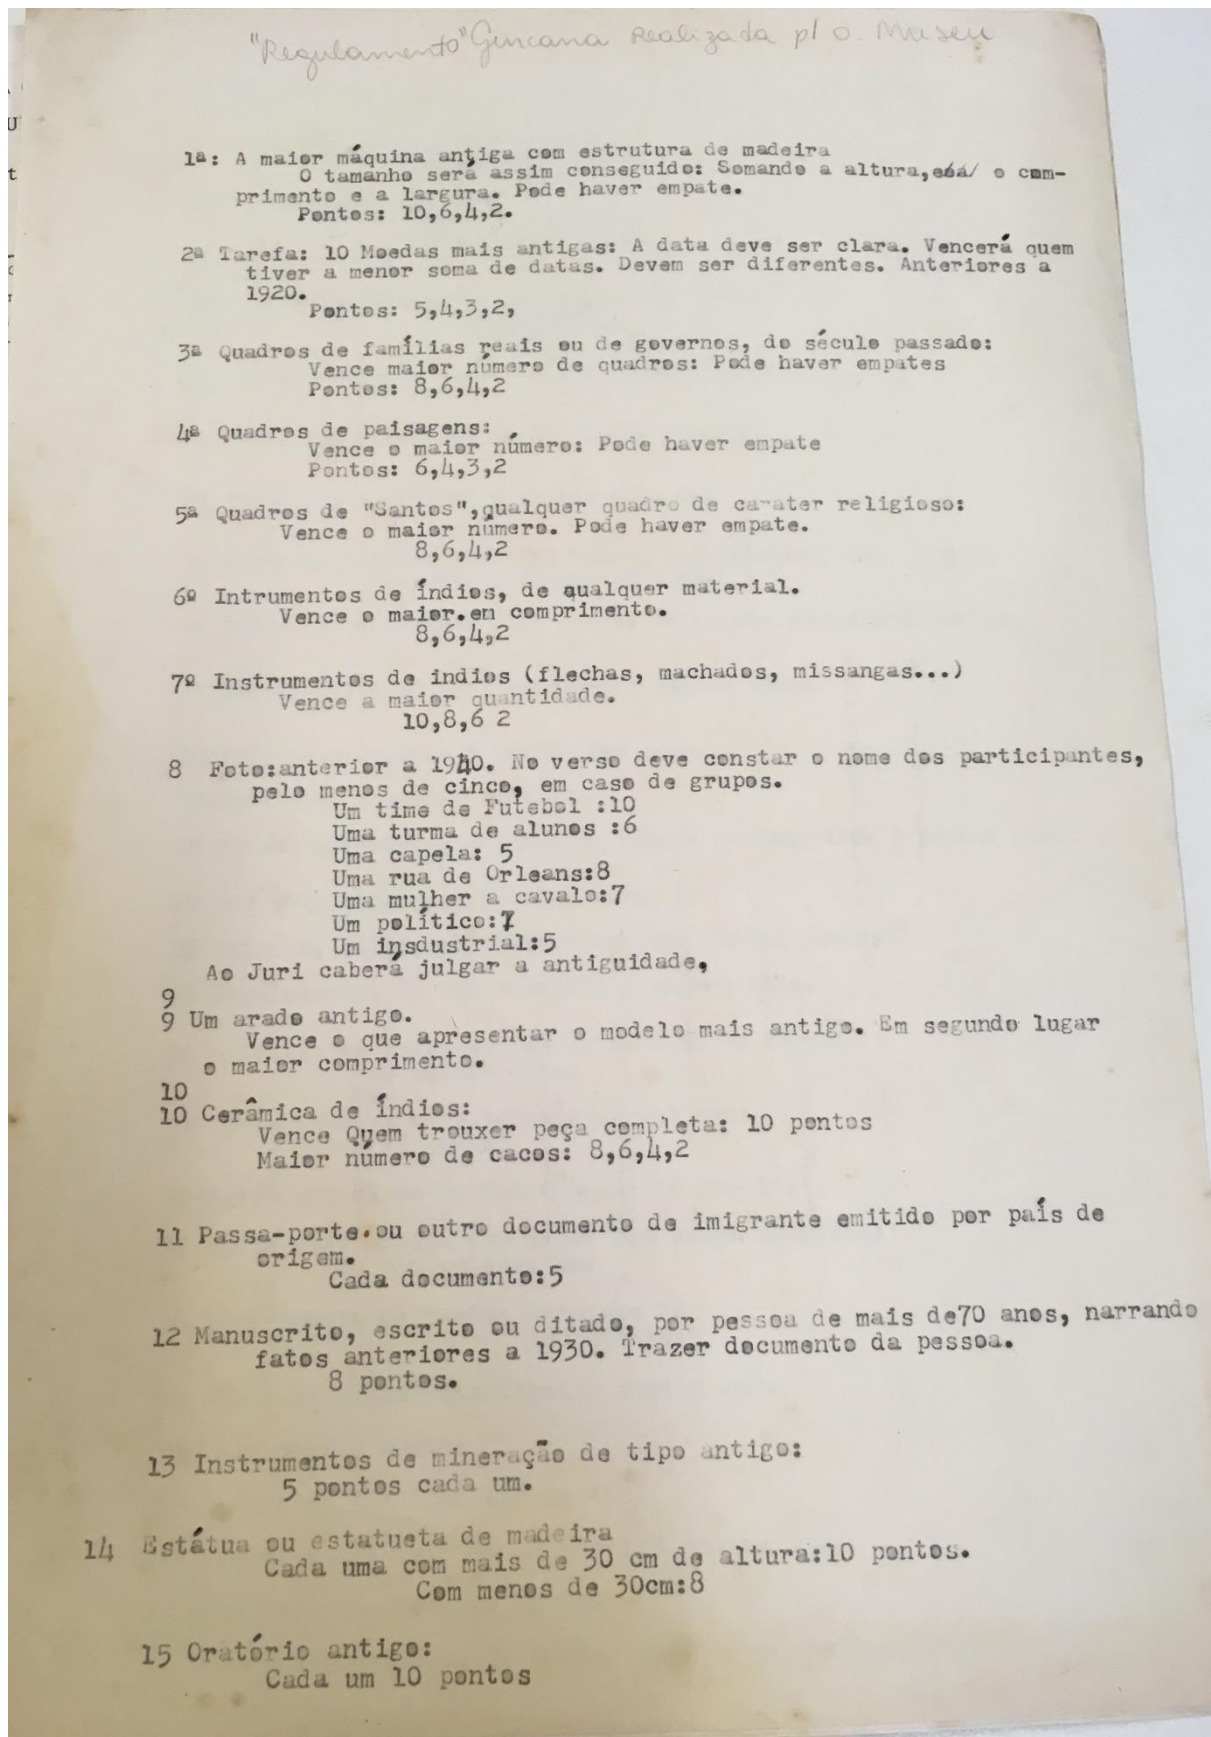 "Regulamento" Gincana Realizada p/ o Museu
1ª: A maior máquina antiga com estrutura de madeira
O tamanho será assim conseguido: Somando a altura, o com-
primento e a largura. Pode haver empate.
Pontos: 10,6,4,2.
2ª Tarefa: 10 Moedas mais antigas: A data deve ser clara. Vencerá quem
tiver a menor soma de datas. Devem ser diferentes. Anteriores a
1920.
Pontos: 5,4,3,2,
3ª Quadros de famílias reais ou de governos, do século passado:
Vence maior número de quadros: Pode haver empates
Pontos: 8,6,4,2
4ª Quadros de paisagens:
Vence o maior número: Pode haver empate
Pontos: 6,4,3,2
5ª Quadros de "Santos",qualquer quadro de carater religioso:
Vence o maior número. Pode haver empate.
8,6,4,2
6º Intrumentos de índios, de qualquer material.
Vence o maior.em comprimento.
8,6,4,2
7º Instrumentos de indios (flechas, machados, missangas...)
Vence a maior quantidade.
10,8,6 2
8 Foto:anterior a 1940. No verso deve constar o nome dos participantes,
pelo menos de cinco, em caso de grupos.
Um time de Futebol :10
Uma turma de alunos :6
Uma capela: 5
Uma rua de Orleans:8
Uma mulher a cavalo:7
Um político:7
Um insdustrial:5
Ao Juri caberá julgar a antiguidade,
9
9 Um arado antigo.
Vence o que apresentar o modelo mais antigo. Em segundo lugar
o maior comprimento.
10
10 Cerâmica de índios:
Vence Quem trouxer peça completa: 10 pontos
Maior número de cacos: 8,6,4,2
11 Passa-porte.ou outro documento de imigrante emitido por país de
origem.
Cada documento:5
12 Manuscrito, escrito ou ditado, por pessoa de mais de70 anos, narrando
fatos anteriores a 1930. Trazer documento da pessoa.
8 pontos.
13 Instrumentos de mineração de tipo antigo:
5 pontos cada um.
14 Estátua ou estatueta de madeira
Cada uma com mais de 30 cm de altura:10 pontos.
Com menos de 30cm:8
15 Oratório antigo:
Cada um 10 pontos